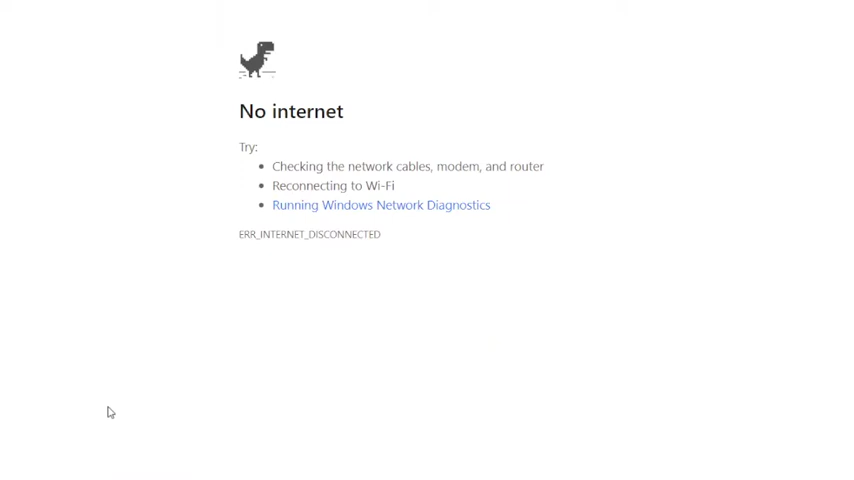 No internet
Try:
Checking the network cables, modem, and router
Reconnecting to Wi-Fi
Running Windows Network Diagnostics
ERR_INTERNET_DISCONNECTED